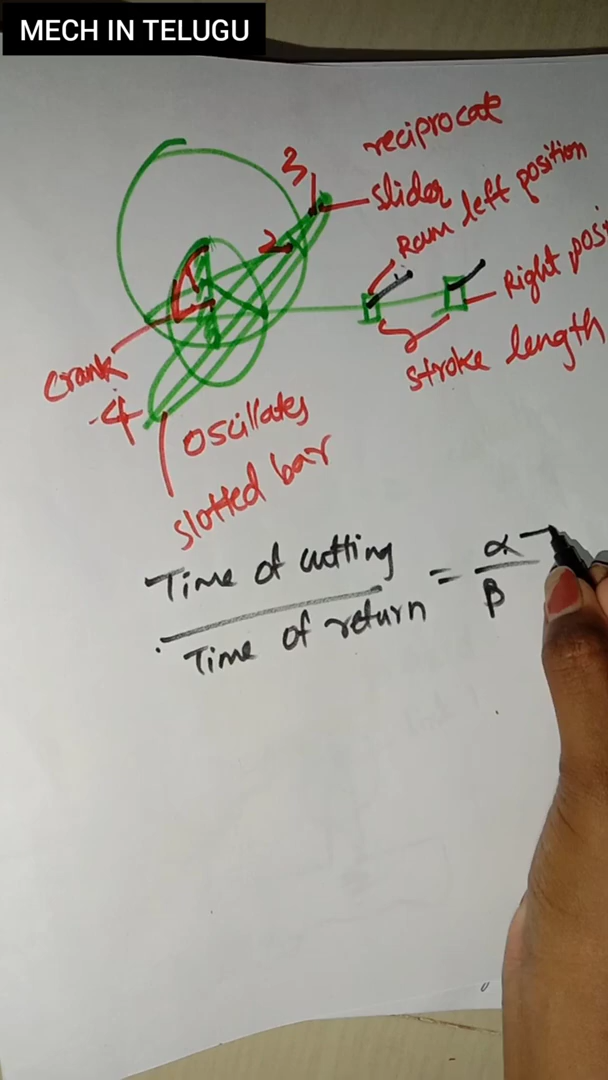 MECH IN TELUGU
reciprocate
3
slider
Ram left position
2
1
Right posi
stroke length
crank
4
oscillates
slotted bar
Time of cutting
Time of return
= α
β